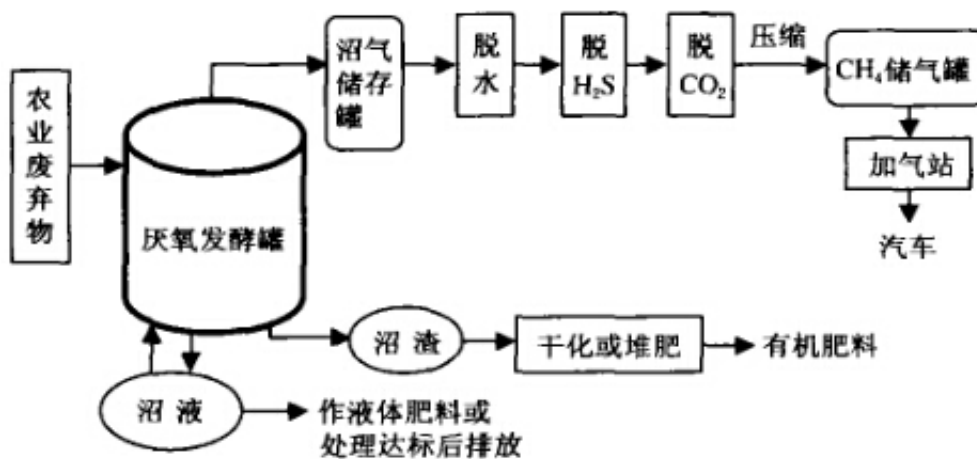 农业废弃物
厌氧发酵罐
沼气
储存
罐
脱
水
脱
H₂S
脱
CO₂
压缩
CH₄储气罐
加气站
汽车
沼渣
干化或堆肥
有机肥料
沼液
作液体肥料或
处理达标后排放